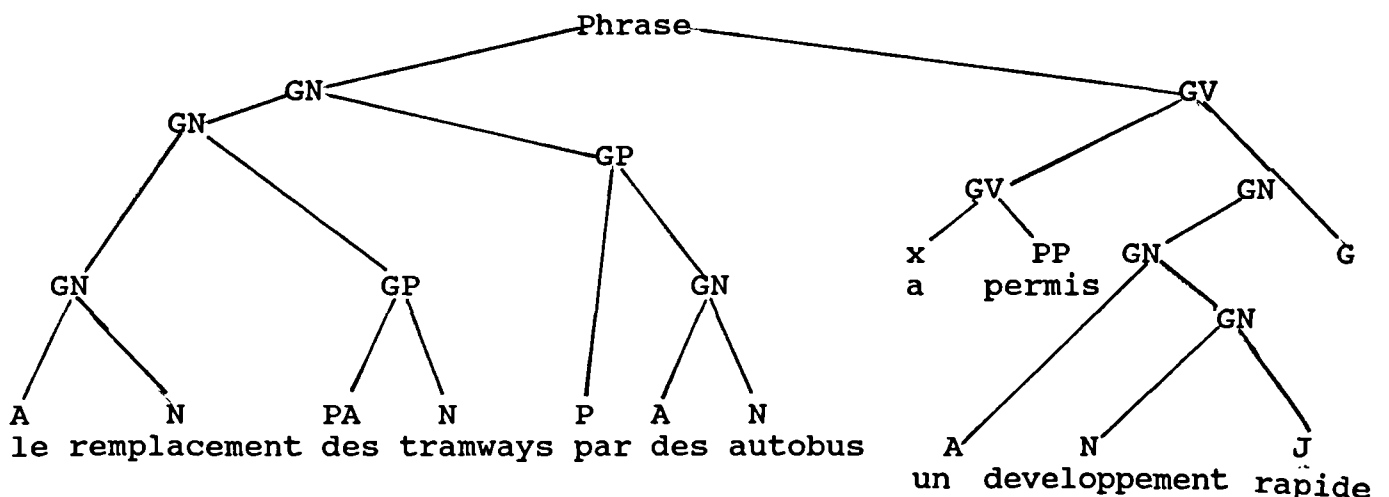 Phrase
GN GV
GN
GP
GV GN
x PP GN G
a permis
GN GP GN
GN
A N PA N P A N
le remplacement des tramways par des autobus
A N J
un developpement rapide